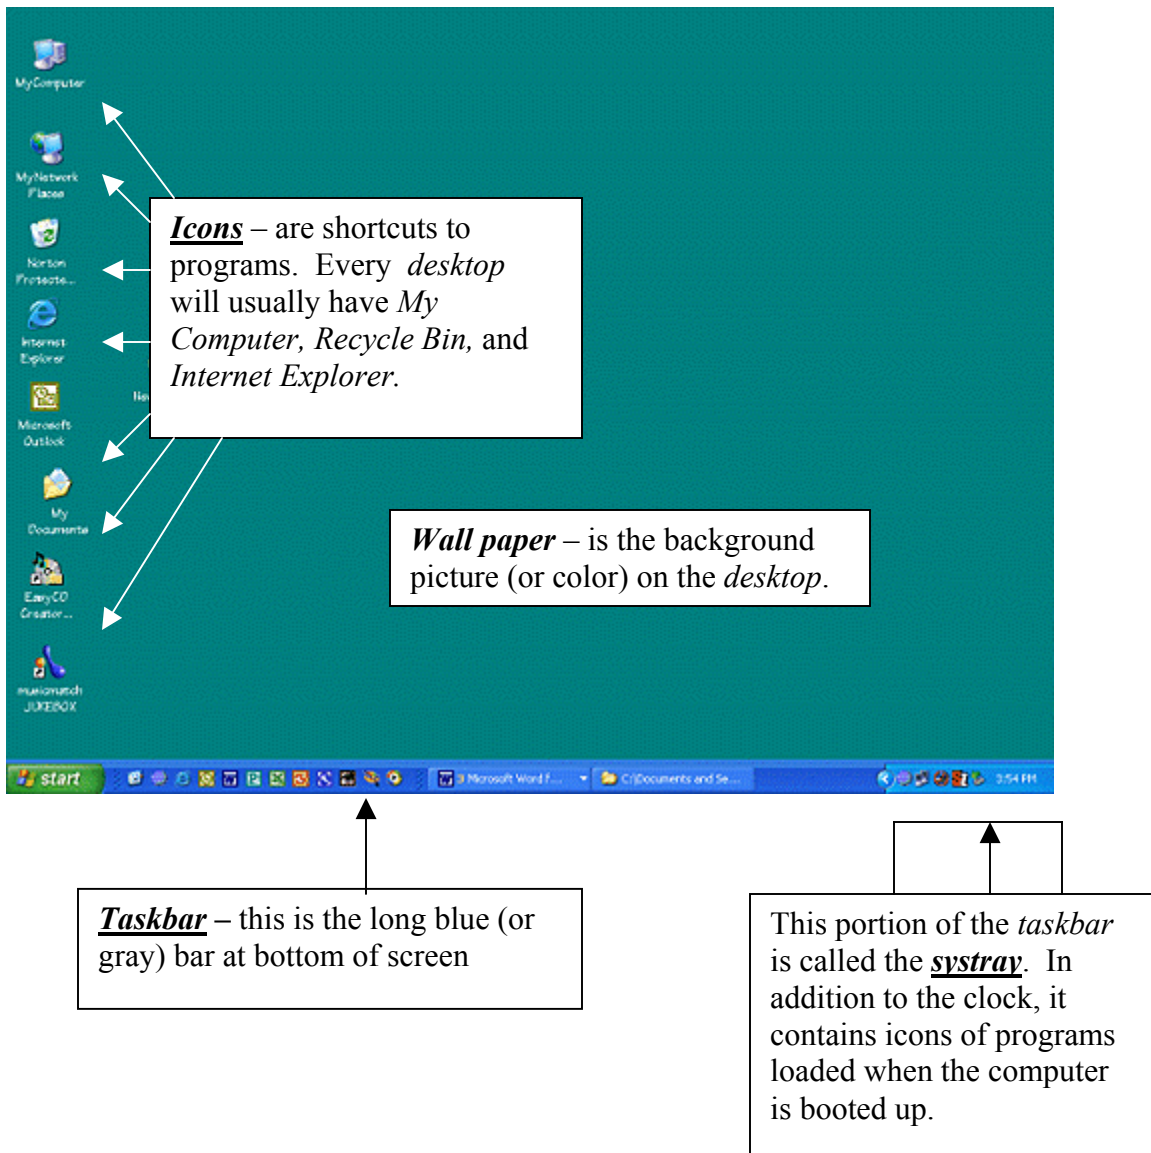 MyComputer
MyNetwork
Places
Norton
Protecte...
Internet
Explorer
Microsoft
Outlook
My
Documents
EasyCD
Creator...
musicmatch
JUKEBOX
Icons – are shortcuts to
programs. Every desktop
will usually have My
Computer, Recycle Bin, and
Internet Explorer.
Wall paper – is the background
picture (or color) on the desktop.
start
3 Microsoft Word f...
C:\Documents and Se...
3:54 PM
Taskbar – this is the long blue (or
gray) bar at bottom of screen
This portion of the taskbar
is called the systray. In
addition to the clock, it
contains icons of programs
loaded when the computer
is booted up.